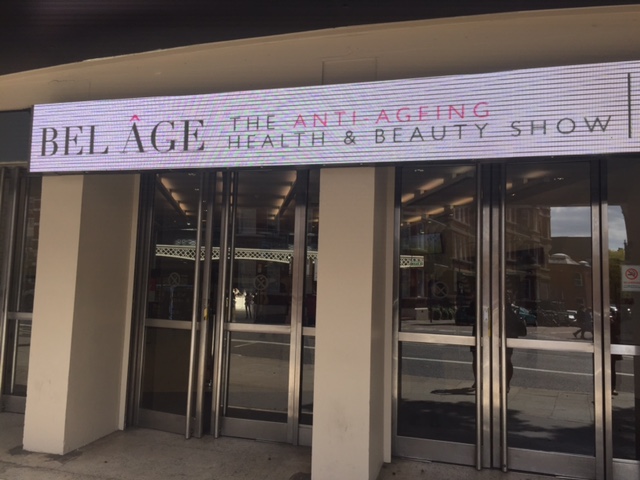 BEL ÂGE
THE ANTI-AGEING
HEALTH & BEAUTY SHOW